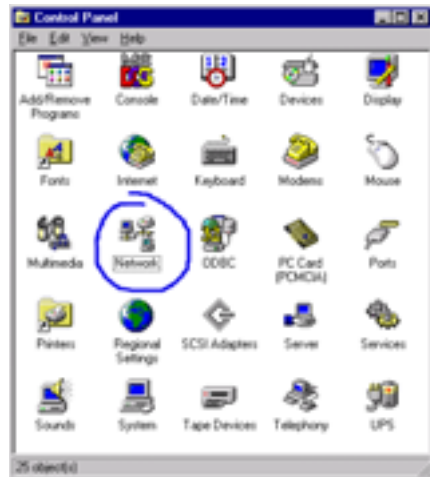 Control Panel
File Edit View Help
Add/Remove Programs
Console
Date/Time
Devices
Display
Fonts
Internet
Keyboard
Modems
Mouse
Multimedia
Network
ODBC
PC Card (PCMCIA)
Ports
Printers
Regional Settings
SCSI Adapters
Server
Services
Sounds
System
Tape Devices
Telephony
UPS
25 object(s)